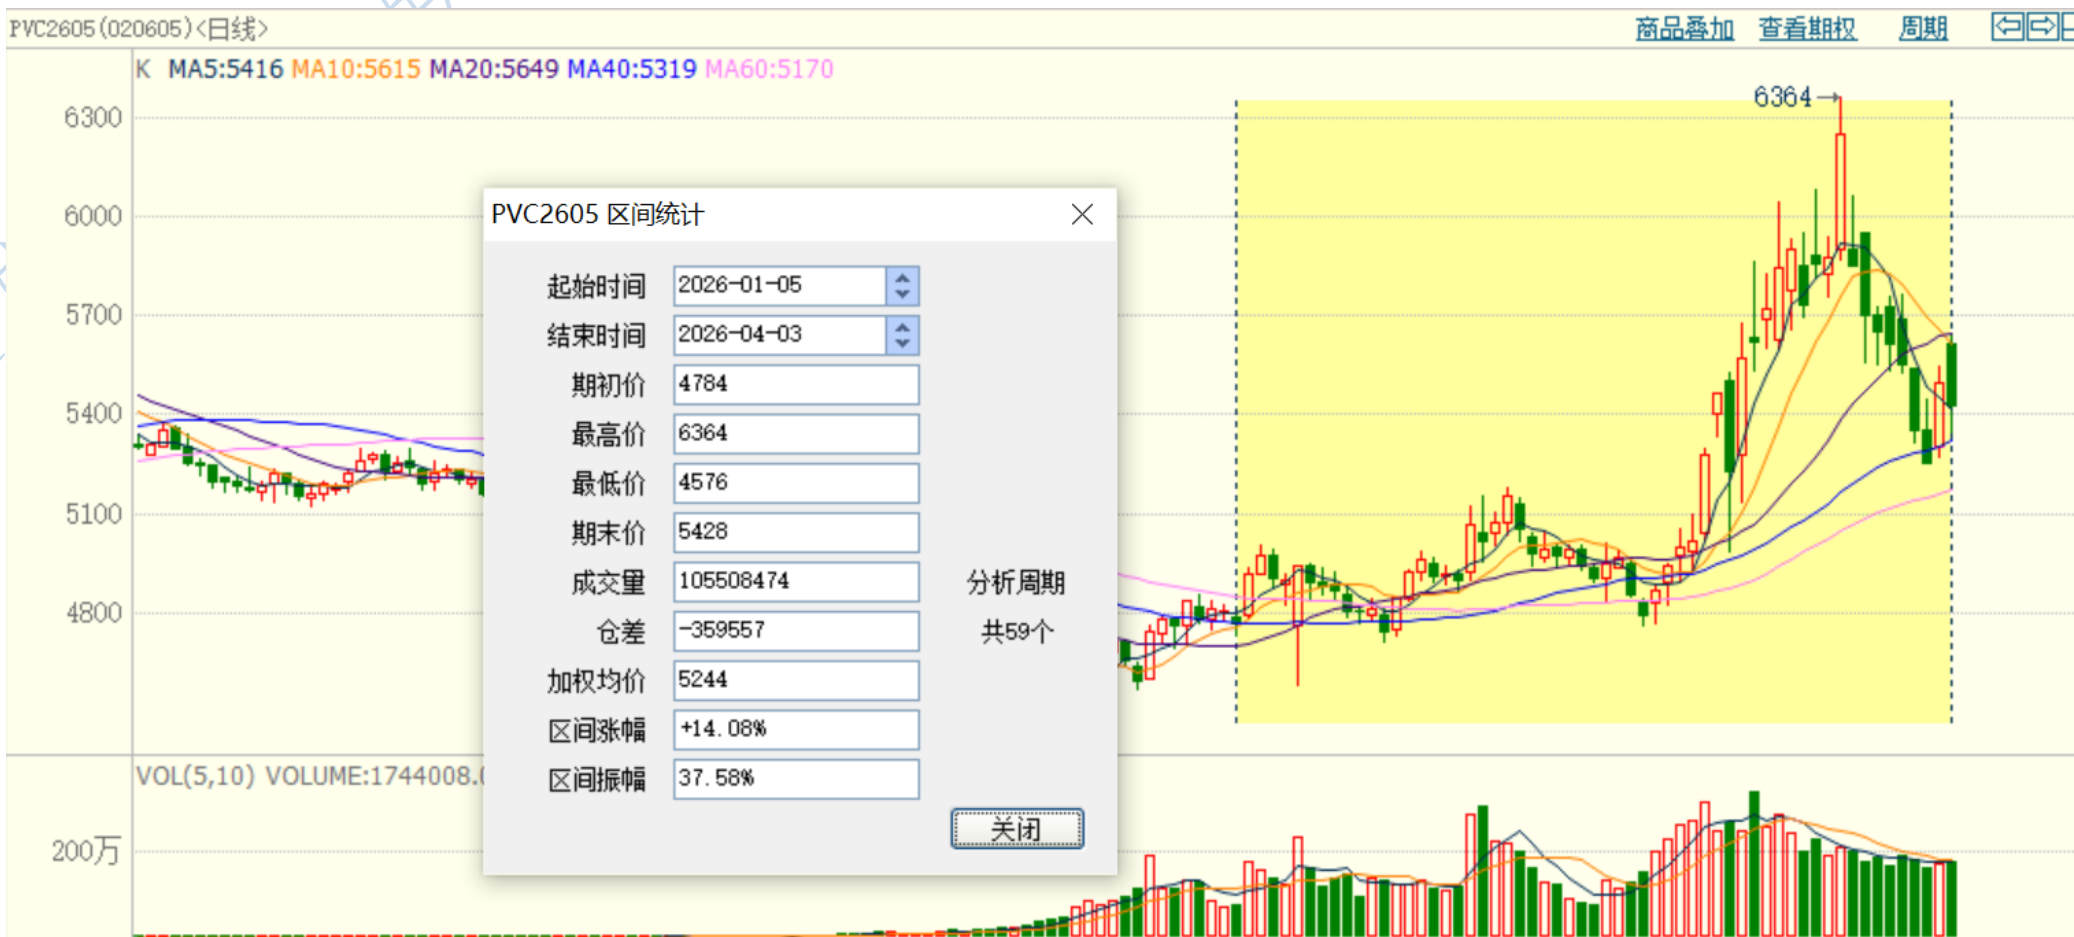 PVC2605(020605)<日线>
商品叠加 查看期权 周期
K MA5:5416 MA10:5615 MA20:5649 MA40:5319 MA60:5170
6364
6300
6000
5700
5400
5100
4800
PVC2605 区间统计
起始时间 2026-01-05
结束时间 2026-04-03
期初价 4784
最高价 6364
最低价 4576
期末价 5428
成交量 105508474 分析周期
仓差 -359557 共59个
加权均价 5244
区间涨幅 +14.08%
区间振幅 37.58%
关闭
VOL(5,10) VOLUME:1744008.
200万